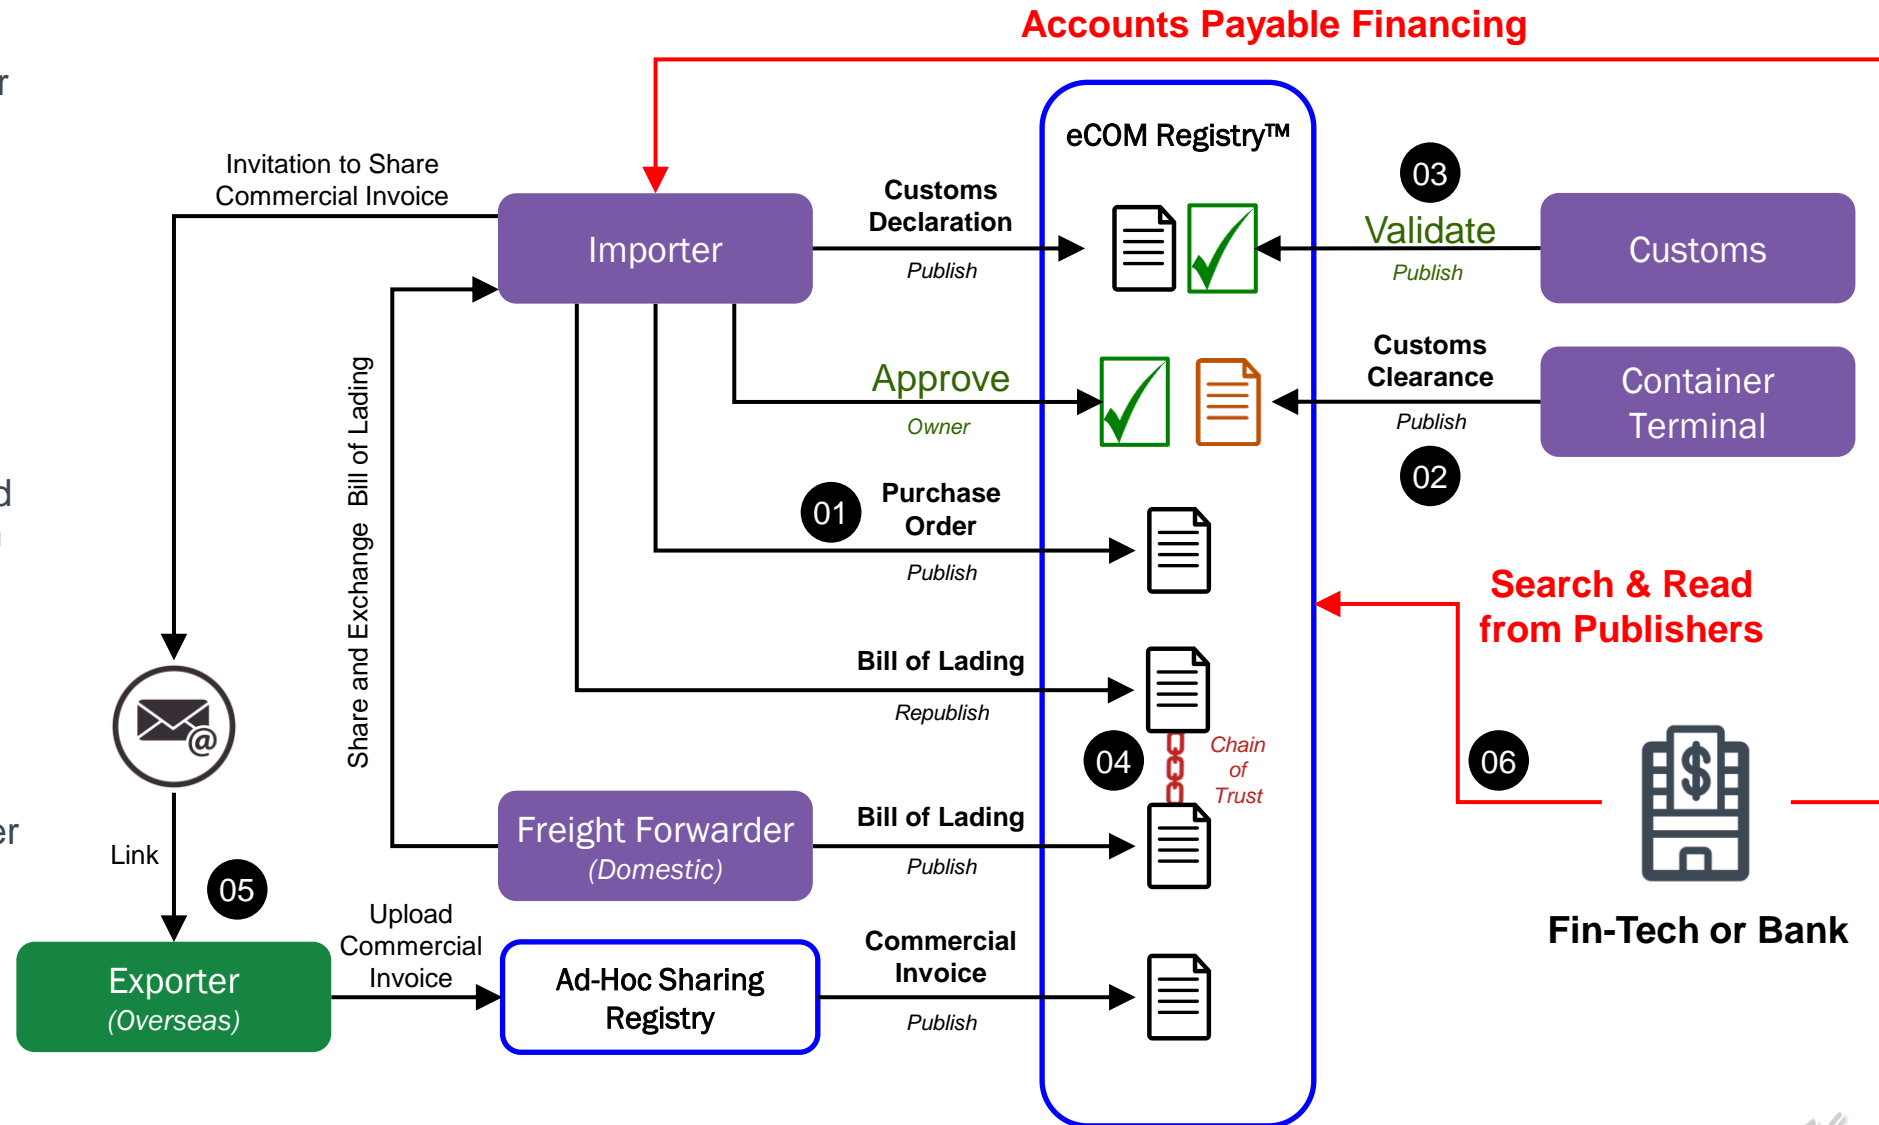 Accounts Payable Financing
r
eCOM Registry™
Invitation to Share
Commercial Invoice
Importer
Customs
Declaration
Publish
03
Validate
Publish
Customs
Share and Exchange Bill of Lading
Approve
Owner
Customs
Clearance
Publish
02
Container
Terminal
d
01
Purchase
Order
Publish
Search & Read
from Publishers
Bill of Lading
Republish
04
Chain
of
Trust
06
er
Link
05
Freight Forwarder
(Domestic)
Bill of Lading
Publish
Fin-Tech or Bank
Exporter
(Overseas)
Upload
Commercial
Invoice
Ad-Hoc Sharing
Registry
Commercial
Invoice
Publish
@
$